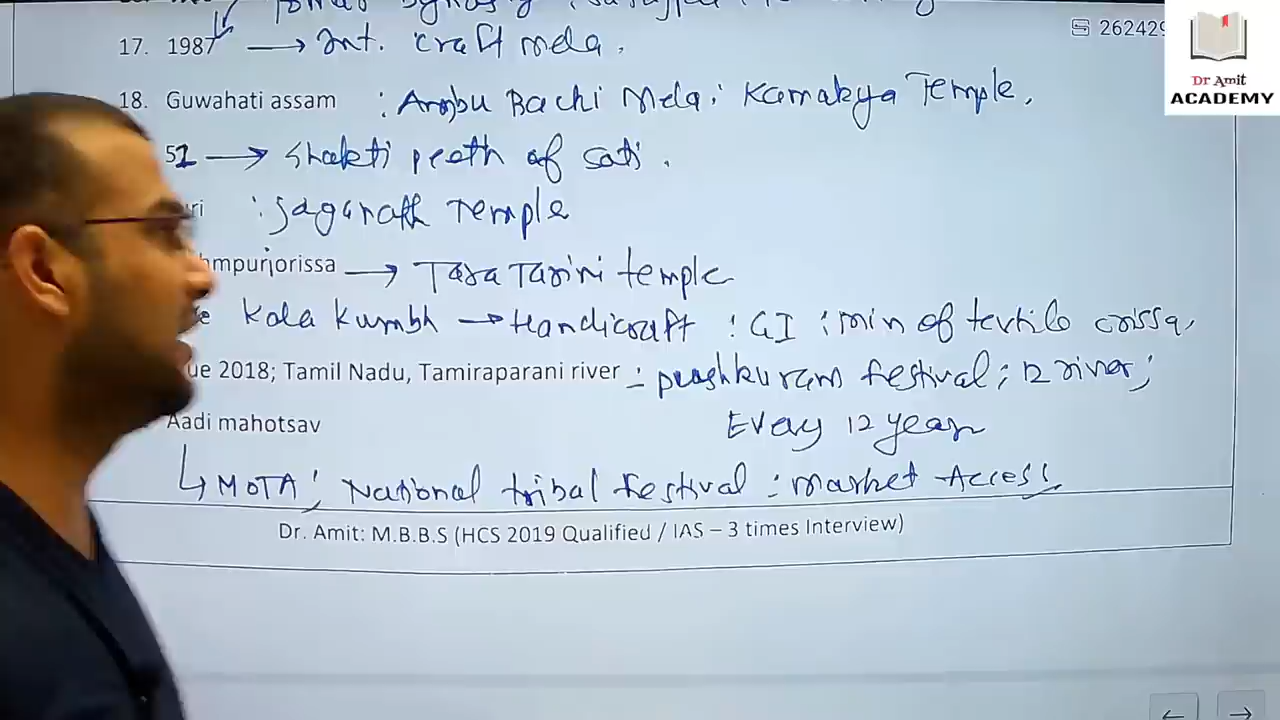 17. 1987 → Int. craft mela.
262429
Dr Amit
ACADEMY
18. Guwahati assam : Ambu Bachi Mela; Kamakya Temple,
52 → Shakti peeth of Sati.
: Jagarnath Temple
→ Tara Tarini temple
Kala Kumbh → Handicraft : GI : min of textile orissa,
2018; Tamil Nadu, Tamiraparani river - pushkuram festival; 12 river;
Aadi mahotsav Every 12 year
↳ MOTA; National tribal festival : market Access
Dr. Amit: M.B.B.S (HCS 2019 Qualified / IAS – 3 times Interview)
← →